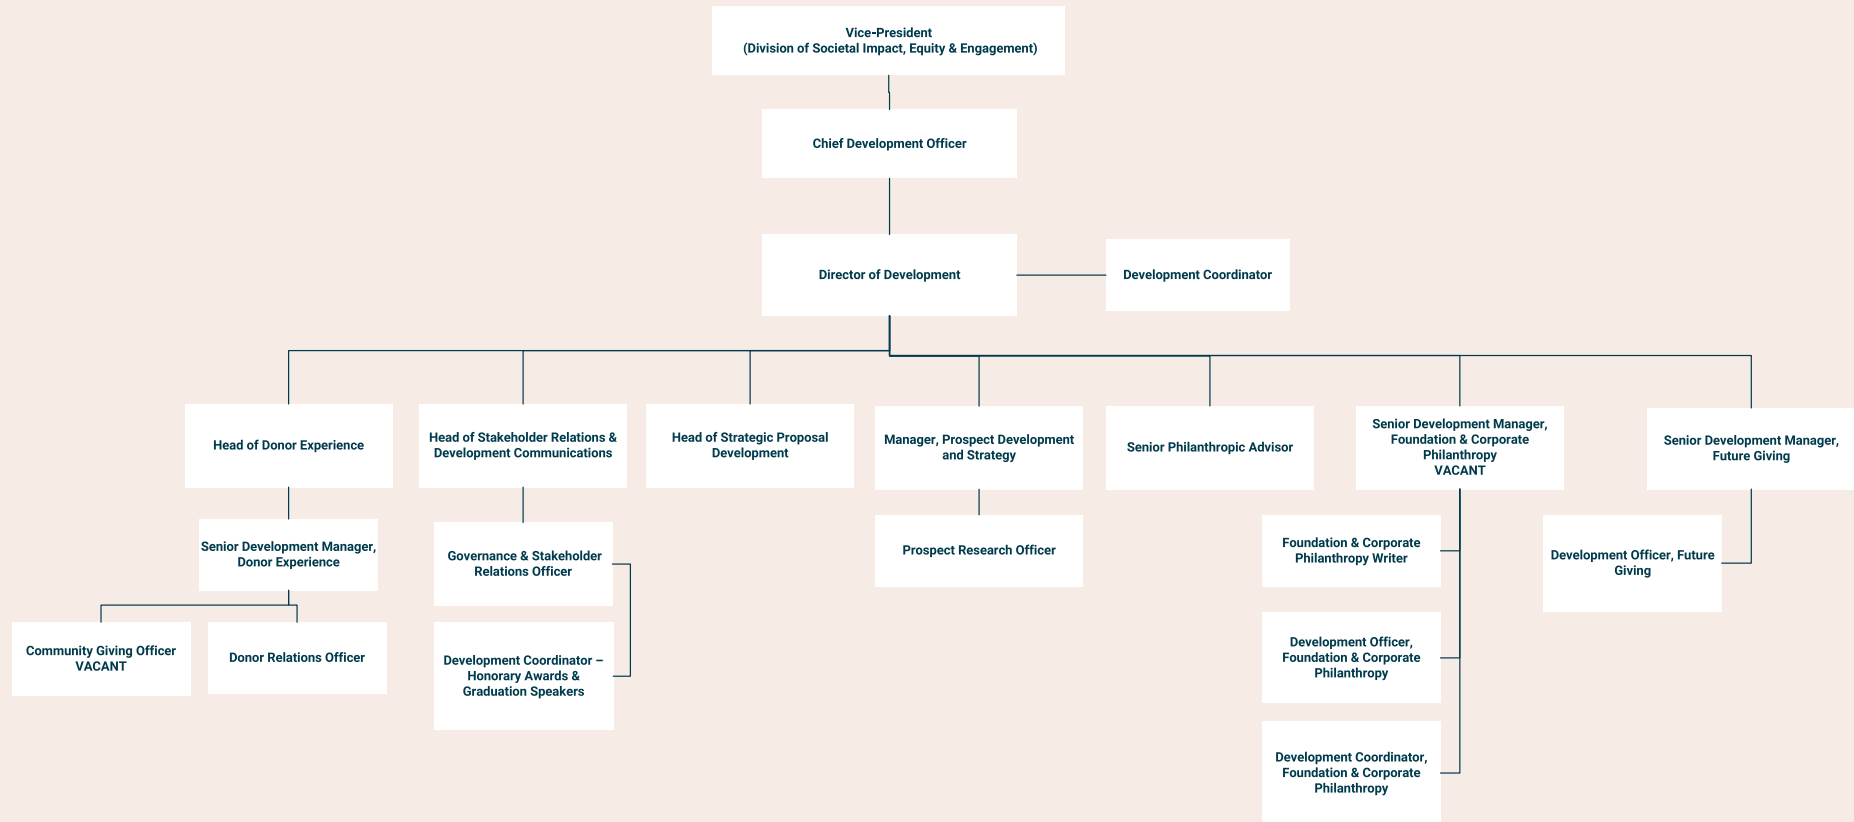 Vice-President
(Division of Societal Impact, Equity & Engagement)
Chief Development Officer
Director of Development
Development Coordinator
Head of Donor Experience
Head of Stakeholder Relations &
Development Communications
Head of Strategic Proposal
Development
Manager, Prospect Development
and Strategy
Senior Philanthropic Advisor
Senior Development Manager,
Foundation & Corporate
Philanthropy
VACANT
Senior Development Manager,
Future Giving
Senior Development Manager,
Donor Experience
Governance & Stakeholder
Relations Officer
Prospect Research Officer
Foundation & Corporate
Philanthropy Writer
Development Officer, Future
Giving
Community Giving Officer
VACANT
Donor Relations Officer
Development Coordinator –
Honorary Awards &
Graduation Speakers
Development Officer,
Foundation & Corporate
Philanthropy
Development Coordinator,
Foundation & Corporate
Philanthropy